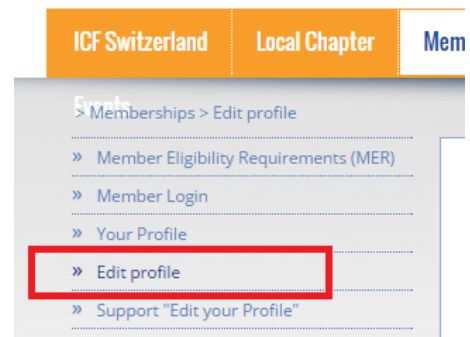 ICF Switzerland Local Chapter Mem
Events
> Memberships > Edit profile
» Member Eligibility Requirements (MER)
» Member Login
» Your Profile
» Edit profile
» Support "Edit your Profile"